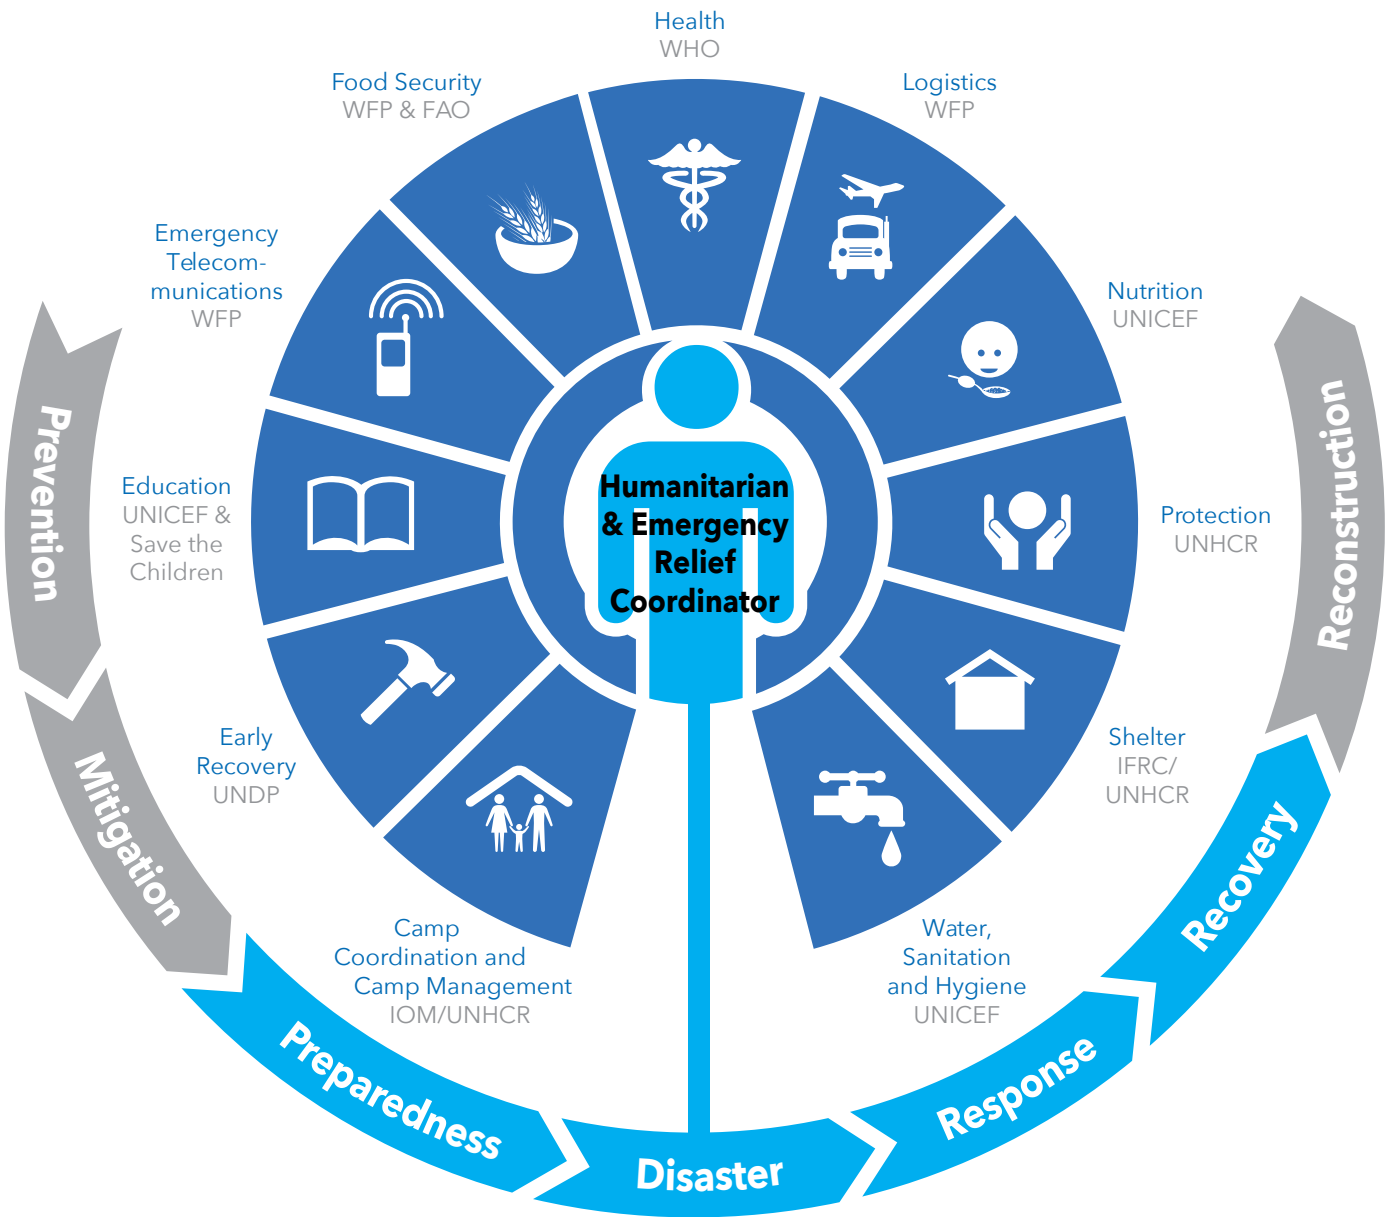 Health
WHO
Food Security
WFP & FAO
Logistics
WFP
Emergency
Telecom-
munications
WFP
Nutrition
UNICEF
Education
UNICEF &
Save the
Children
Humanitarian
& Emergency
Relief
Coordinator
Protection
UNHCR
Early
Recovery
UNDP
Shelter
IFRC/
UNHCR
Camp
Coordination and
Camp Management
IOM/UNHCR
Water,
Sanitation
and Hygiene
UNICEF
Prevention
Mitigation
Preparedness
Disaster
Response
Recovery
Reconstruction